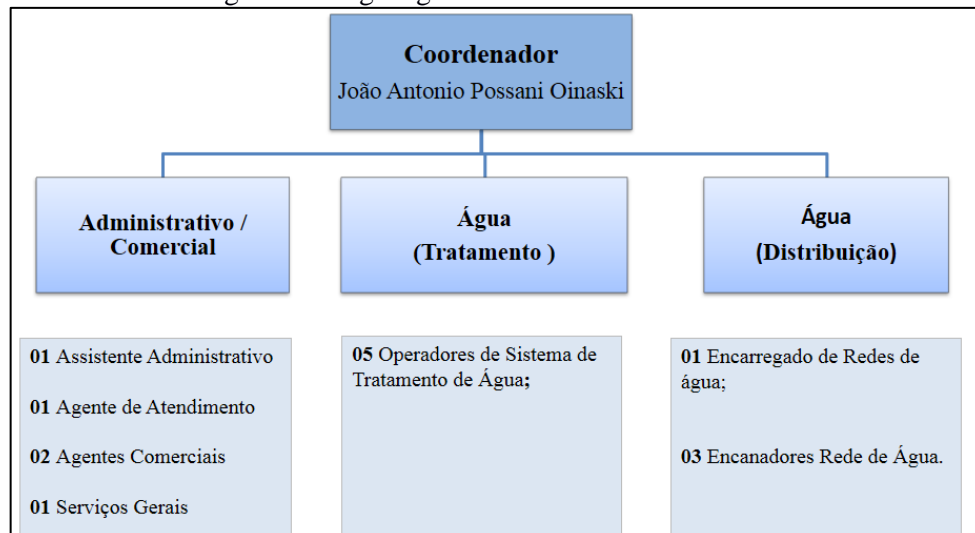 Coordenador
João Antonio Possani Oinaski
Administrativo /
Comercial
Água
(Tratamento )
Água
(Distribuição)
01 Assistente Administrativo
01 Agente de Atendimento
02 Agentes Comerciais
01 Serviços Gerais
05 Operadores de Sistema de
Tratamento de Água;
01 Encarregado de Redes de
água;
03 Encanadores Rede de Água.